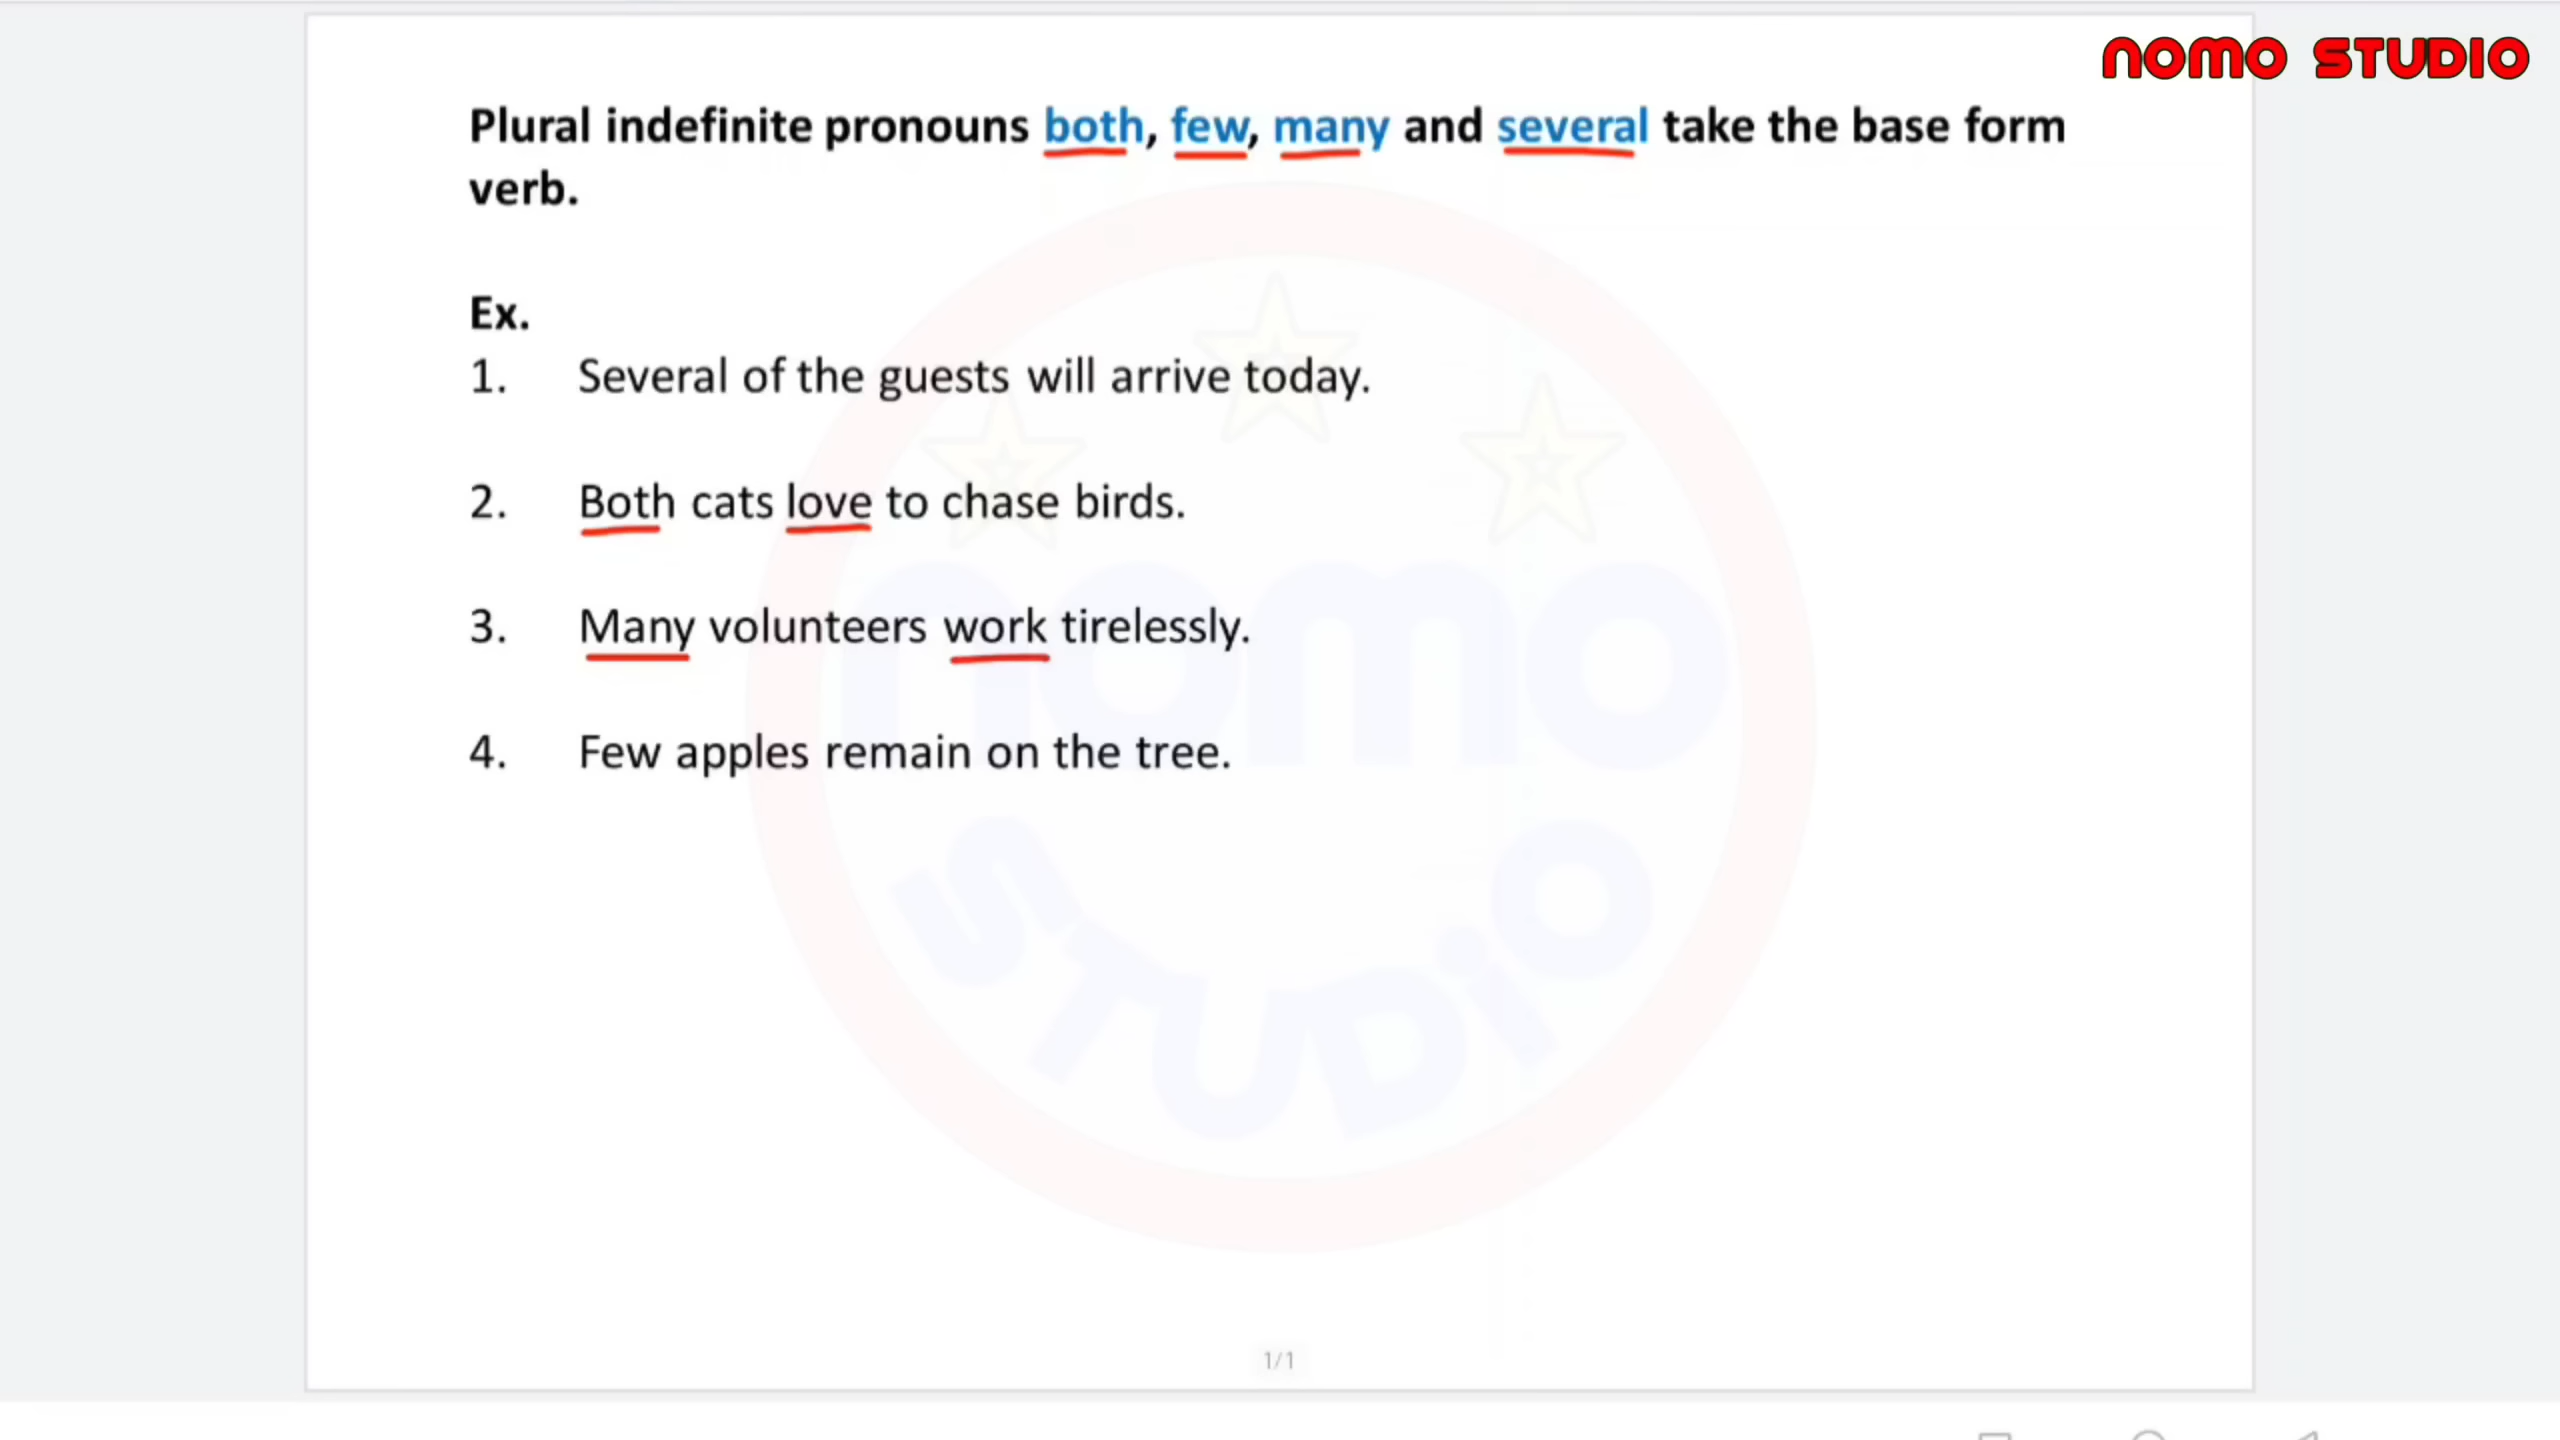 NOMO STUDIO
Plural indefinite pronouns both, few, many and several take the base form
verb.
Ex.
1. Several of the guests will arrive today.
2. Both cats love to chase birds.
3. Many volunteers work tirelessly.
4. Few apples remain on the tree.
nomo
STUDiO
1/1